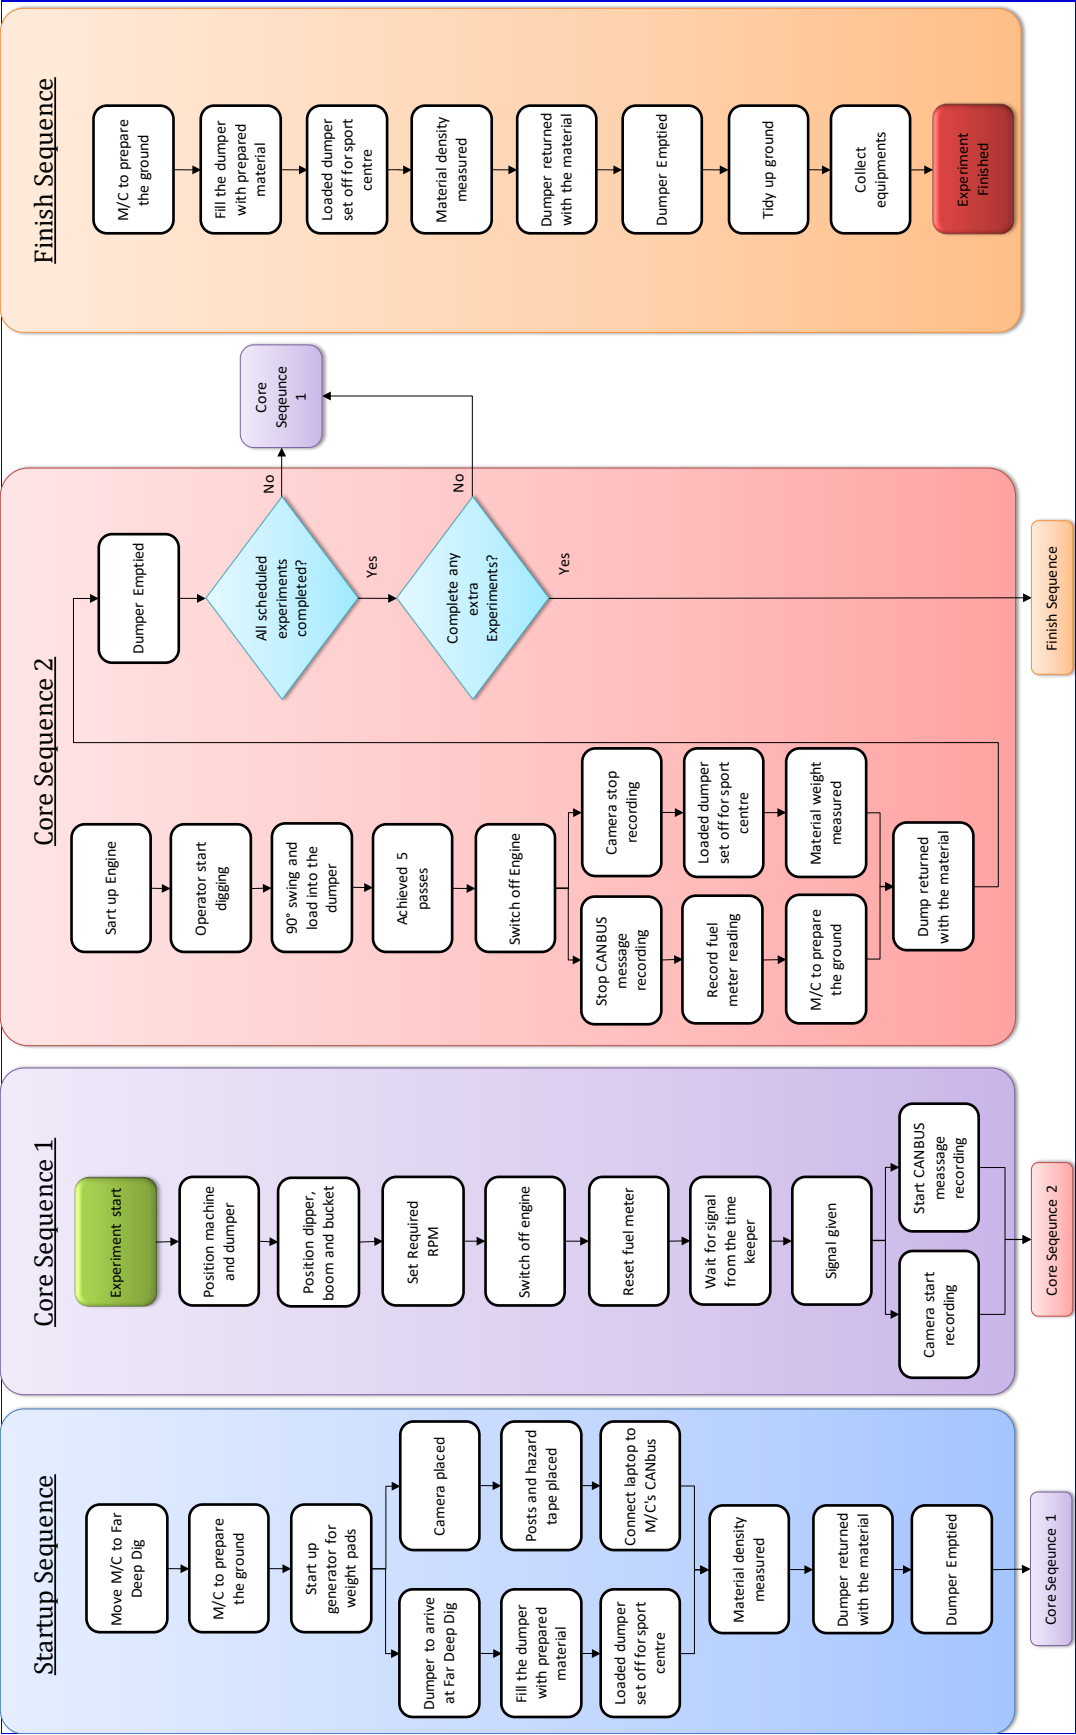 Startup Sequence
Move M/C to Far
Deep Dig
M/C to prepare
the ground
Start up
generator for
weight pads
Dumper to arrive
at Far Deep Dig
Fill the dumper
with prepared
material
Loaded dumper
set off for sport
centre
Camera placed
Posts and hazard
tape placed
Connect laptop to
M/C's CANbus
Material density
measured
Dumper returned
with the material
Dumper Emptied
Core Seqeunce 1
Core Sequence 1
Experiment start
Position machine
and dumper
Position dipper,
boom and bucket
Set Required
RPM
Switch off engine
Reset fuel meter
Wait for signal
from the time
keeper
Signal given
Camera start
recording
Start CANBUS
meassage
recording
Core Seqeunce 2
Core Sequence 2
Sart up Engine
Operator start
digging
90° swing and
load into the
dumper
Achieved 5
passes
Switch off Engine
Stop CANBUS
message
recording
Record fuel
meter reading
M/C to prepare
the ground
Camera stop
recording
Loaded dumper
set off for sport
centre
Material weight
measured
Dump returned
with the material
Dumper Emptied
All scheduled
experiments
completed?
No
Yes
Complete any
extra
Experiments?
No
Yes
Core
Seqeunce
1
Finish Sequence
Finish Sequence
M/C to prepare
the ground
Fill the dumper
with prepared
material
Loaded dumper
set off for sport
centre
Material density
measured
Dumper returned
with the material
Dumper Emptied
Tidy up ground
Collect
equipments
Experiment
Finished